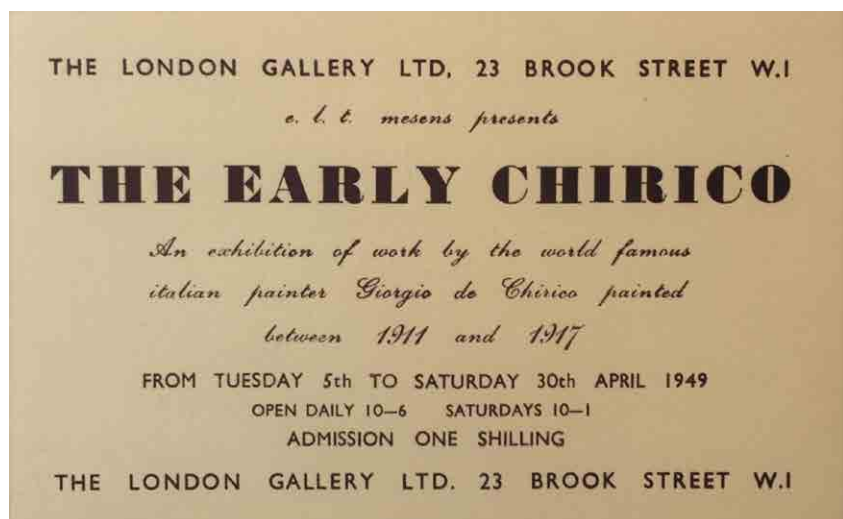 THE LONDON GALLERY LTD, 23 BROOK STREET W.1
e. l. t. mesens presents
THE EARLY CHIRICO
An exhibition of work by the world famous
italian painter Giorgio de Chirico painted
between 1911 and 1917
FROM TUESDAY 5th TO SATURDAY 30th APRIL 1949
OPEN DAILY 10–6 SATURDAYS 10–1
ADMISSION ONE SHILLING
THE LONDON GALLERY LTD. 23 BROOK STREET W.1